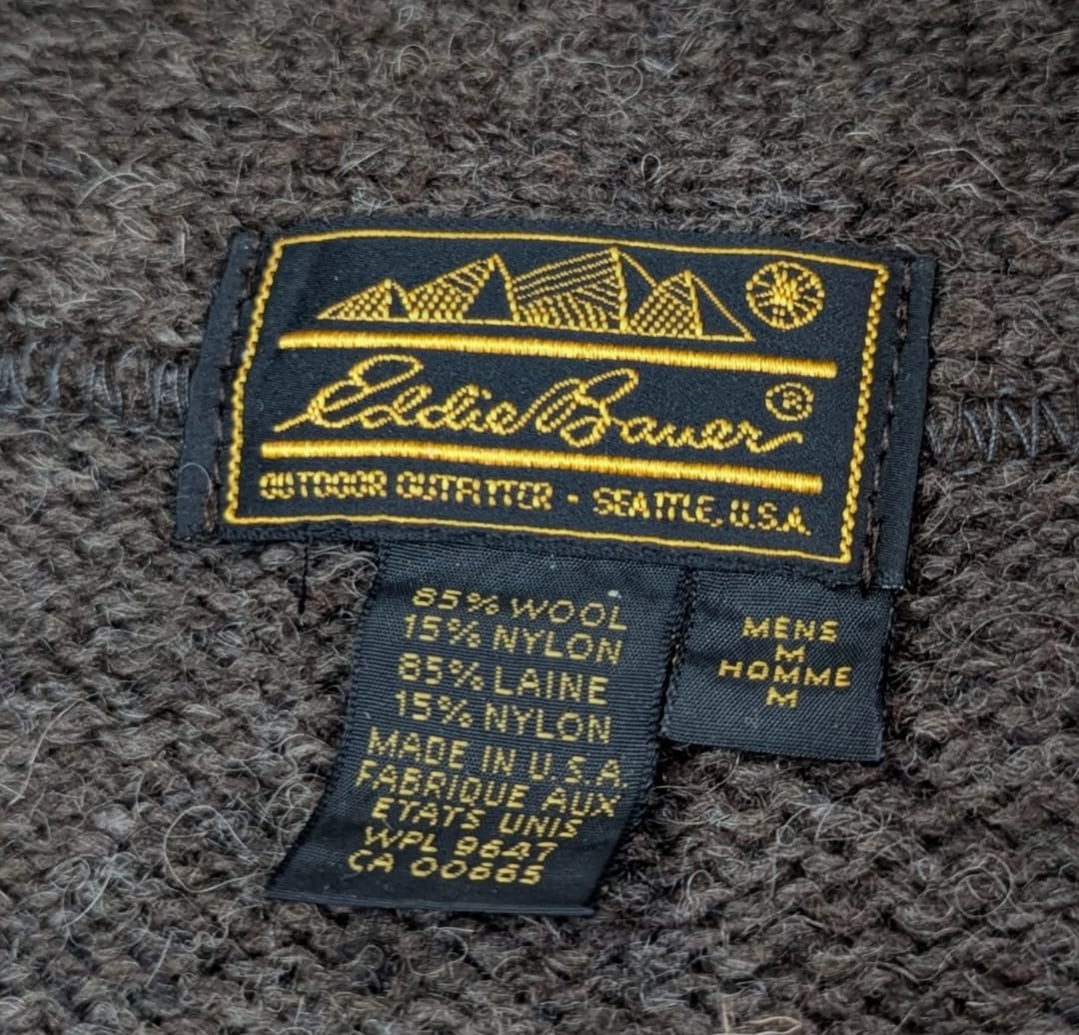 Eddie Bauer®
OUTDOOR OUTFITTER - SEATTLE, U.S.A.
85% WOOL
15% NYLON
85% LAINE
15% NYLON
MADE IN U.S.A.
FABRIQUE AUX
ETATS UNIS
WPL 9647
CA 00665
MENS
M
HOMME
M